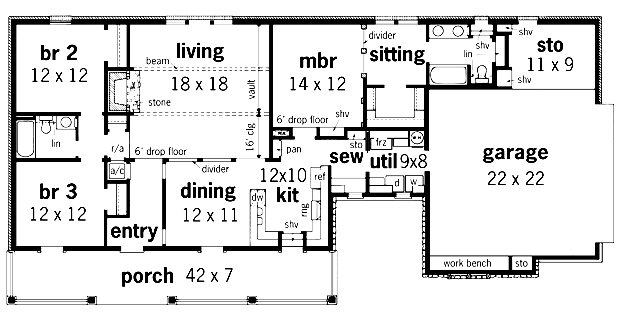 br 2
12 x 12
living
18 x 18
beam
stone
vault
16' clg
6' drop floor
mbr
14 x 12
6' drop floor
shv
divider
sitting
lin
shv
shv
shv
sto
11 x 9
lin
r/a
a/c
br 3
12 x 12
entry
divider
dining
12 x 11
pan
12x10
kit
dw
ref
rng
shv
sew
sto
util
9x8
frz
d
w
garage
22 x 22
work bench
sto
porch 42 x 7